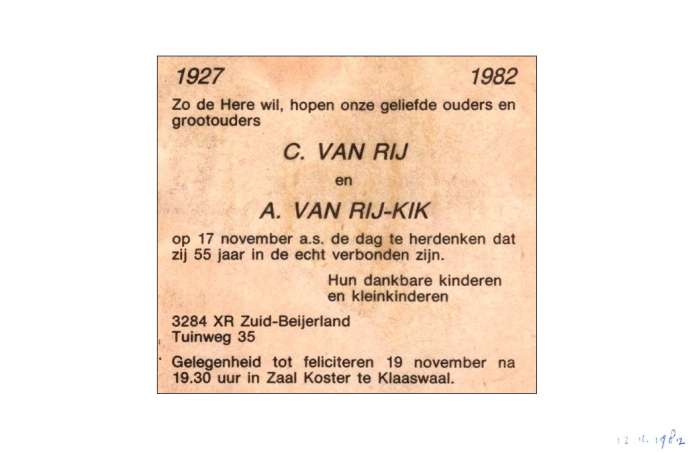 1927 1982
Zo de Here wil, hopen onze geliefde ouders en
grootouders
C. VAN RIJ
en
A. VAN RIJ-KIK
op 17 november a.s. de dag te herdenken dat
zij 55 jaar in de echt verbonden zijn.
Hun dankbare kinderen
en kleinkinderen
3284 XR Zuid-Beijerland
Tuinweg 35
Gelegenheid tot feliciteren 19 november na
19.30 uur in Zaal Koster te Klaaswaal.
1982